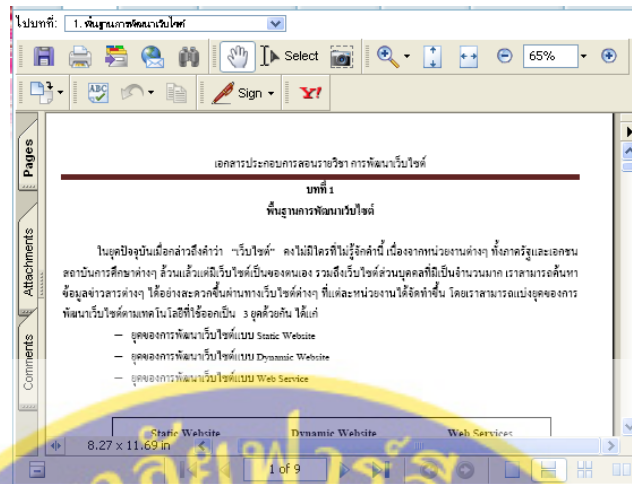 ไปบทที่: 1. พื้นฐานการพัฒนาเว็บไซต์
Select 65%
ABC Sign Y!
Pages
Attachments
Comments
เอกสารประกอบการสอนรายวิชา การพัฒนาเว็บไซต์
บทที่ 1
พื้นฐานการพัฒนาเว็บไซต์
ในยุคปัจจุบันเมื่อกล่าวถึงคำว่า "เว็บไซต์" คงไม่มีใครที่ไม่รู้จักคำนี้ เนื่องจากหน่วยงานต่างๆ ทั้งภาครัฐและเอกชน
สถาบันการศึกษาต่างๆ ล้วนแล้วแต่มีเว็บไซต์เป็นของตนเอง รวมถึงเว็บไซต์ส่วนบุคคลที่มีเป็นจำนวนมาก เราสามารถค้นหา
ข้อมูลข่าวสารต่างๆ ได้อย่างสะดวกขึ้นผ่านทางเว็บไซต์ต่างๆ ที่แต่ละหน่วยงานได้จัดทำขึ้น โดยเราสามารถแบ่งยุคของการ
พัฒนาเว็บไซต์ตามเทคโนโลยีที่ใช้ออกเป็น 3 ยุคด้วยกัน ได้แก่
– ยุคของการพัฒนาเว็บไซต์แบบ Static Website
– ยุคของการพัฒนาเว็บไซต์แบบ Dynamic Website
– ยุคของการพัฒนาเว็บไซต์แบบ Web Service
Static Website Dynamic Website Web Services
8.27 x 11.69 in
1 of 9